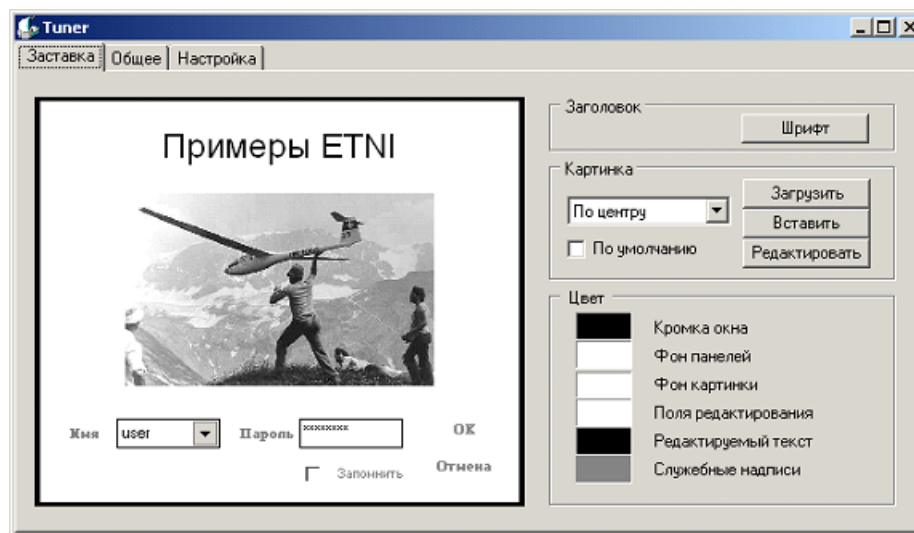 Tuner
Заставка Общее Настройка
Примеры ETNI
Имя user Пароль xxxxxxxx OK
Запомнить Отмена
Заголовок
Шрифт
Картинка
По центру
По умолчанию
Загрузить
Вставить
Редактировать
Цвет
Кромка окна
Фон панелей
Фон картинки
Поля редактирования
Редактируемый текст
Служебные надписи